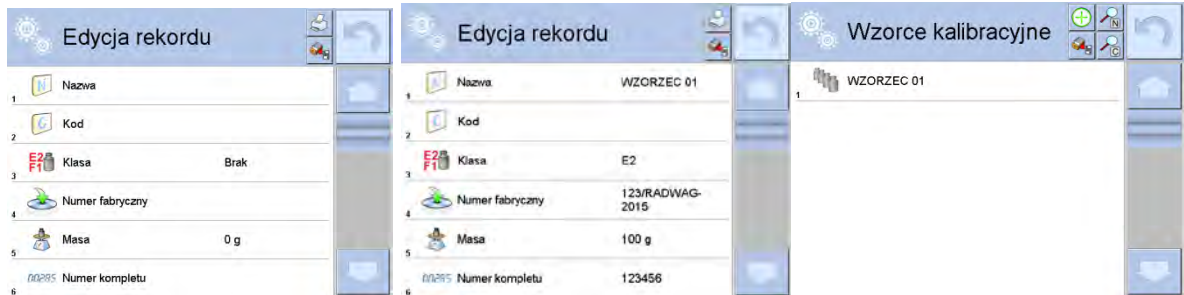 Edycja rekordu
1 Nazwa
2 Kod
3 E2 F1 Klasa Brak
4 Numer fabryczny
5 Masa 0 g
6 Numer kompletu
Edycja rekordu
1 Nazwa WZORZEC 01
2 Kod
3 E2 F1 Klasa E2
4 Numer fabryczny 123/RADWAG-
2015
5 Masa 100 g
6 Numer kompletu 123456
Wzorce kalibracyjne
N
C
1 WZORZEC 01